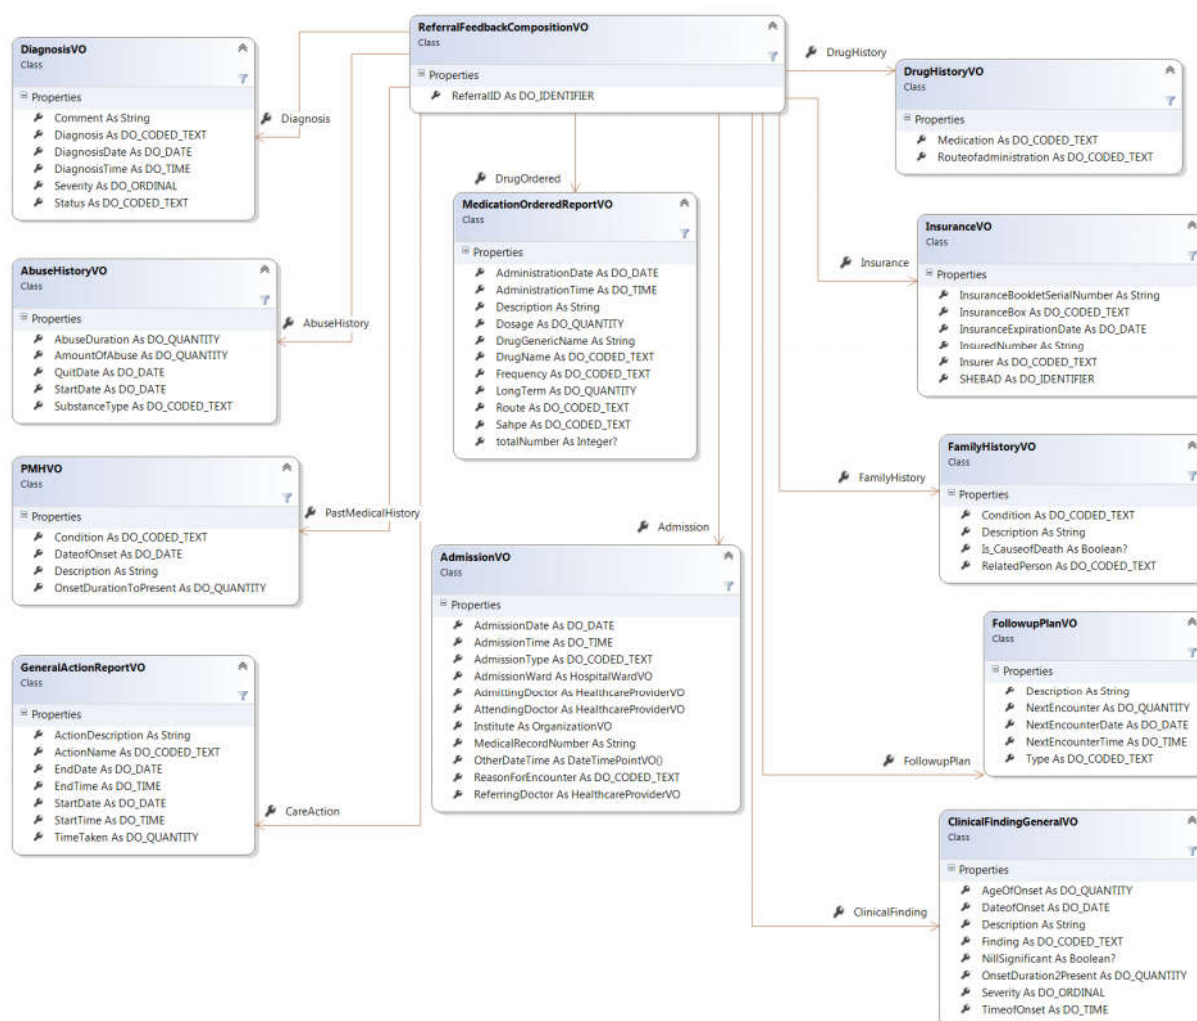 ReferralFeedbackCompositionVO
Class
Properties
ReferralID As DO_IDENTIFIER
DiagnosisVO
Class
Properties
Comment As String
Diagnosis As DO_CODED_TEXT
DiagnosisDate As DO_DATE
DiagnosisTime As DO_TIME
Severity As DO_ORDINAL
Status As DO_CODED_TEXT
Diagnosis
AbuseHistoryVO
Class
Properties
AbuseDuration As DO_QUANTITY
AmountOfAbuse As DO_QUANTITY
QuitDate As DO_DATE
StartDate As DO_DATE
SubstanceType As DO_CODED_TEXT
AbuseHistory
PMHVO
Class
Properties
Condition As DO_CODED_TEXT
DateofOnset As DO_DATE
Description As String
OnsetDurationToPresent As DO_QUANTITY
PastMedicalHistory
GeneralActionReportVO
Class
Properties
ActionDescription As String
ActionName As DO_CODED_TEXT
EndDate As DO_DATE
EndTime As DO_TIME
StartDate As DO_DATE
StartTime As DO_TIME
TimeTaken As DO_QUANTITY
CareAction
DrugOrdered
MedicationOrderedReportVO
Class
Properties
AdministrationDate As DO_DATE
AdministrationTime As DO_TIME
Description As String
Dosage As DO_QUANTITY
DrugGenericName As String
DrugName As DO_CODED_TEXT
Frequency As DO_CODED_TEXT
LongTerm As DO_QUANTITY
Route As DO_CODED_TEXT
Sahpe As DO_CODED_TEXT
totalNumber As Integer?
Admission
AdmissionVO
Class
Properties
AdmissionDate As DO_DATE
AdmissionTime As DO_TIME
AdmissionType As DO_CODED_TEXT
AdmissionWard As HospitalWardVO
AdmittingDoctor As HealthcareProviderVO
AttendingDoctor As HealthcareProviderVO
Institute As OrganizationVO
MedicalRecordNumber As String
OtherDateTime As DateTimePointVO()
ReasonForEncounter As DO_CODED_TEXT
ReferringDoctor As HealthcareProviderVO
DrugHistory
DrugHistoryVO
Class
Properties
Medication As DO_CODED_TEXT
Routeofadministration As DO_CODED_TEXT
Insurance
InsuranceVO
Class
Properties
InsuranceBookletSerialNumber As String
InsuranceBox As DO_CODED_TEXT
InsuranceExpirationDate As DO_DATE
InsuredNumber As String
Insurer As DO_CODED_TEXT
SHEBAD As DO_IDENTIFIER
FamilyHistory
FamilyHistoryVO
Class
Properties
Condition As DO_CODED_TEXT
Description As String
Is_CauseofDeath As Boolean?
RelatedPerson As DO_CODED_TEXT
FollowupPlan
FollowupPlanVO
Class
Properties
Description As String
NextEncounter As DO_QUANTITY
NextEncounterDate As DO_DATE
NextEncounterTime As DO_TIME
Type As DO_CODED_TEXT
ClinicalFinding
ClinicalFindingGeneralVO
Class
Properties
AgeOfOnset As DO_QUANTITY
DateofOnset As DO_DATE
Description As String
Finding As DO_CODED_TEXT
NillSignificant As Boolean?
OnsetDuration2Present As DO_QUANTITY
Severity As DO_ORDINAL
TimeofOnset As DO_TIME